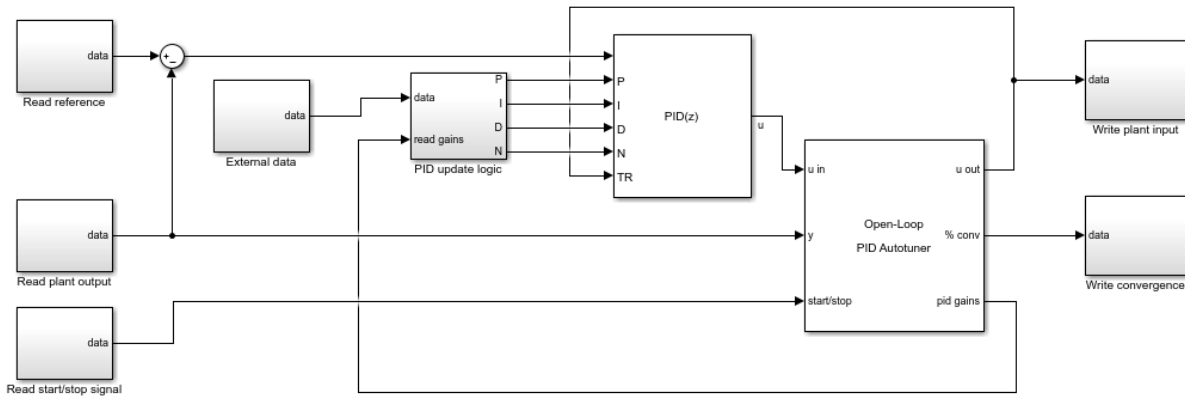 data
Read reference
+
−
data
External data
data
read gains
P
I
D
N
PID update logic
P
I
D
N
TR
PID(z)
u
data
Write plant input
data
Read plant output
u in
y
start/stop
Open-Loop
PID Autotuner
u out
% conv
pid gains
data
Write convergence
data
Read start/stop signal